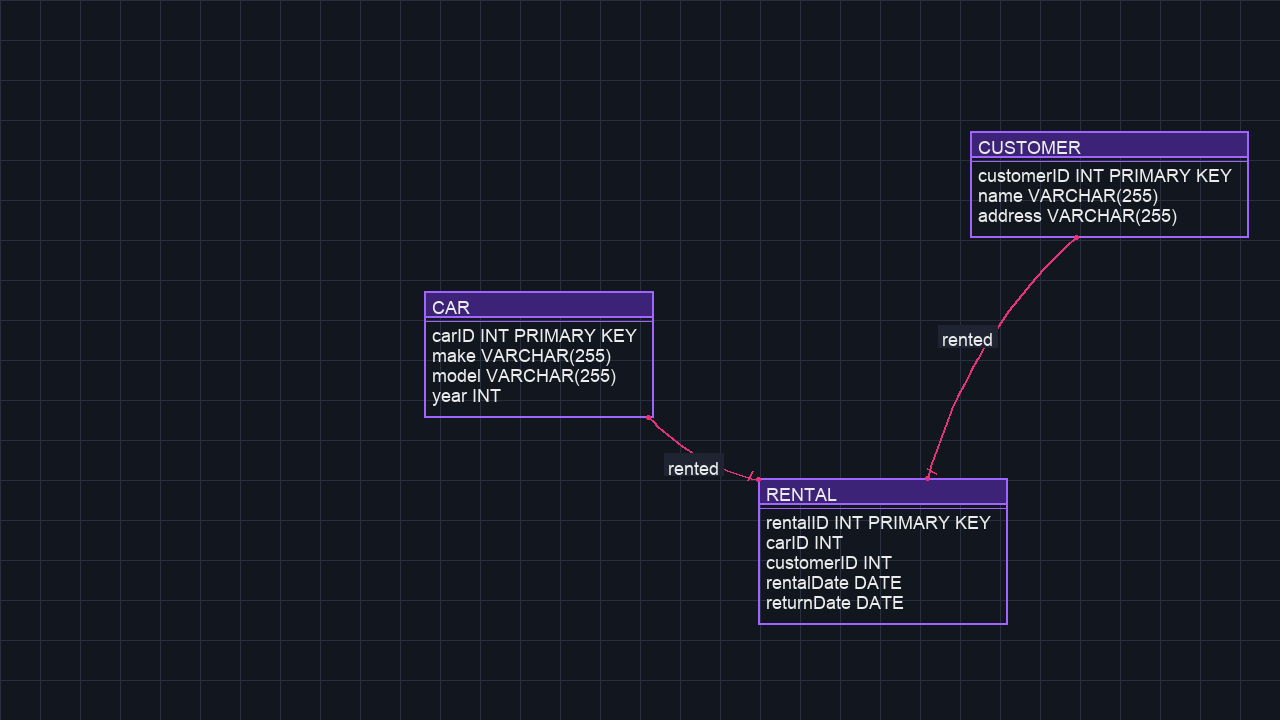 CUSTOMER
customerID INT PRIMARY KEY
name VARCHAR(255)
address VARCHAR(255)
CAR
carID INT PRIMARY KEY
make VARCHAR(255)
model VARCHAR(255)
year INT
rented
rented
RENTAL
rentalID INT PRIMARY KEY
carID INT
customerID INT
rentalDate DATE
returnDate DATE